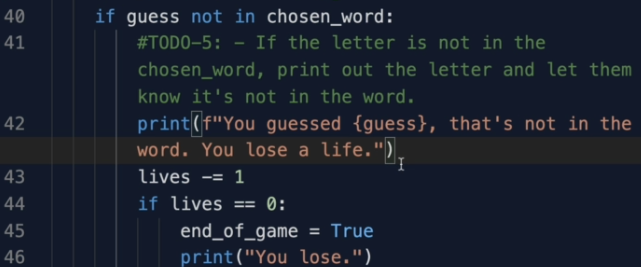 40 if guess not in chosen_word:
41 #TODO-5: - If the letter is not in the
chosen_word, print out the letter and let them
know it's not in the word.
42 print(f"You guessed {guess}, that's not in the
word. You lose a life.")
43 lives -= 1
44 if lives == 0:
45 end_of_game = True
46 print("You lose.")